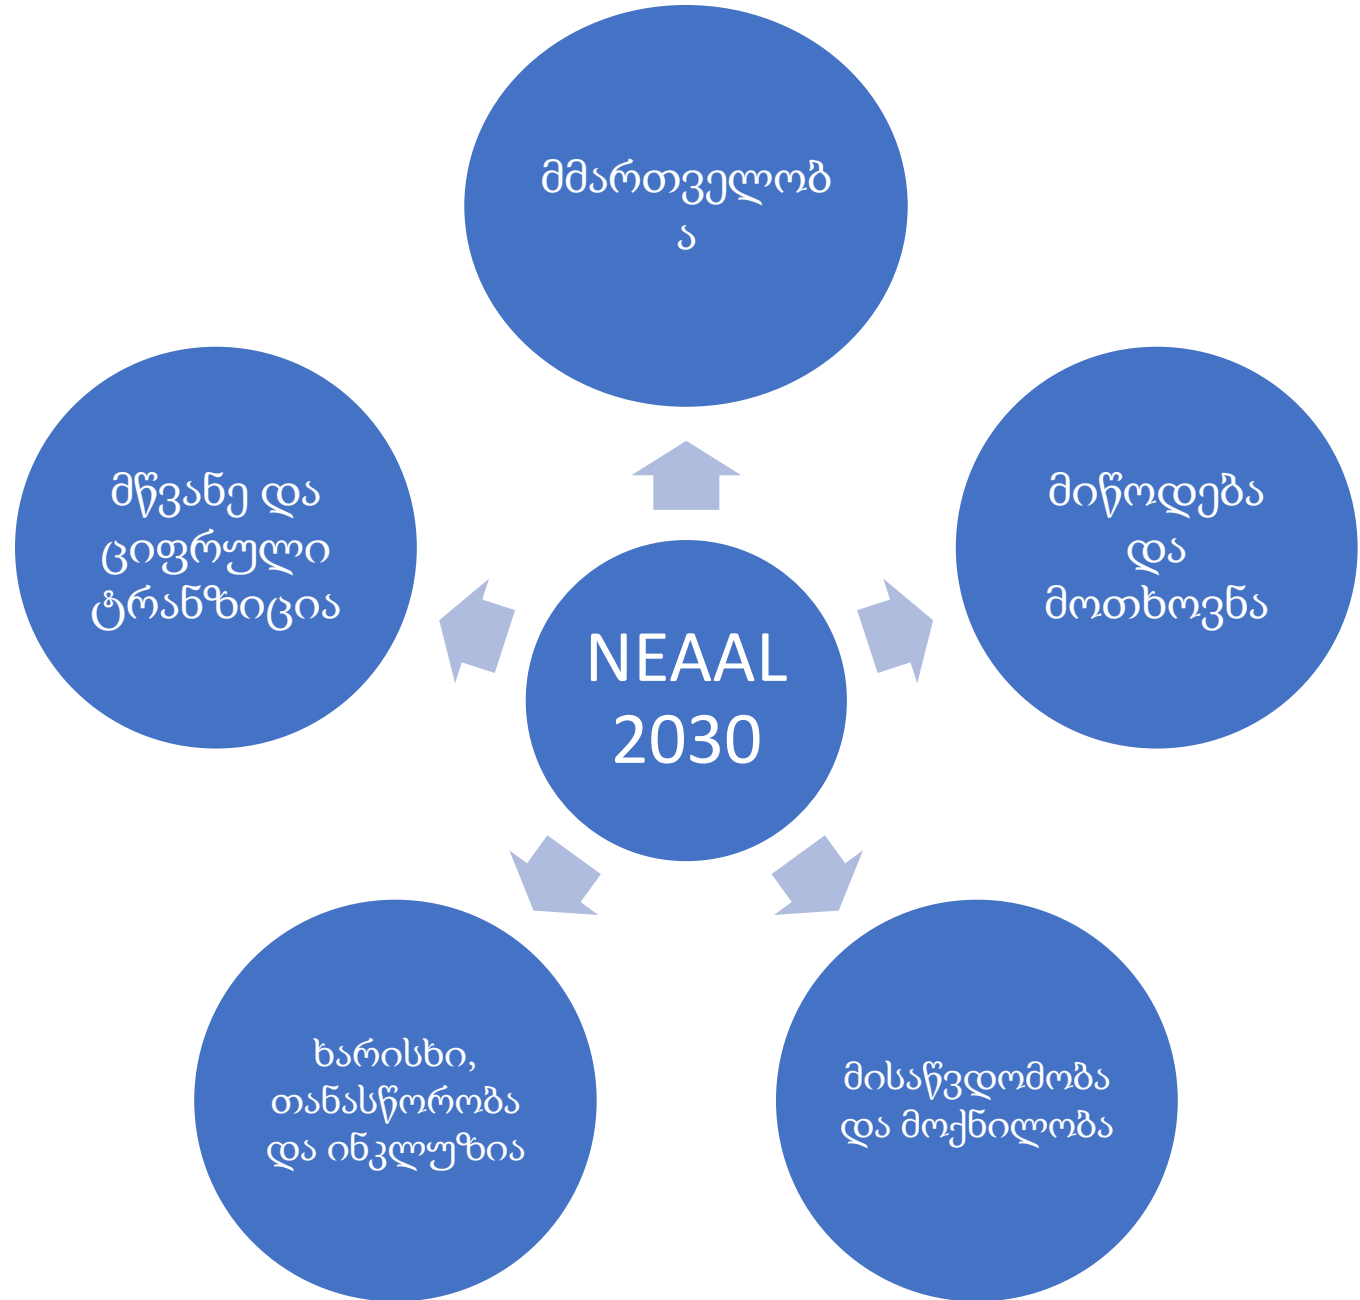 მმართველობ
ა
მიწოდება
და
მოთხოვნა
მისაწვდომობა
და მოქნილობა
ხარისხი,
თანასწორობა
და ინკლუზია
მწვანე და
ციფრული
ტრანზიცია
NEAAL
2030